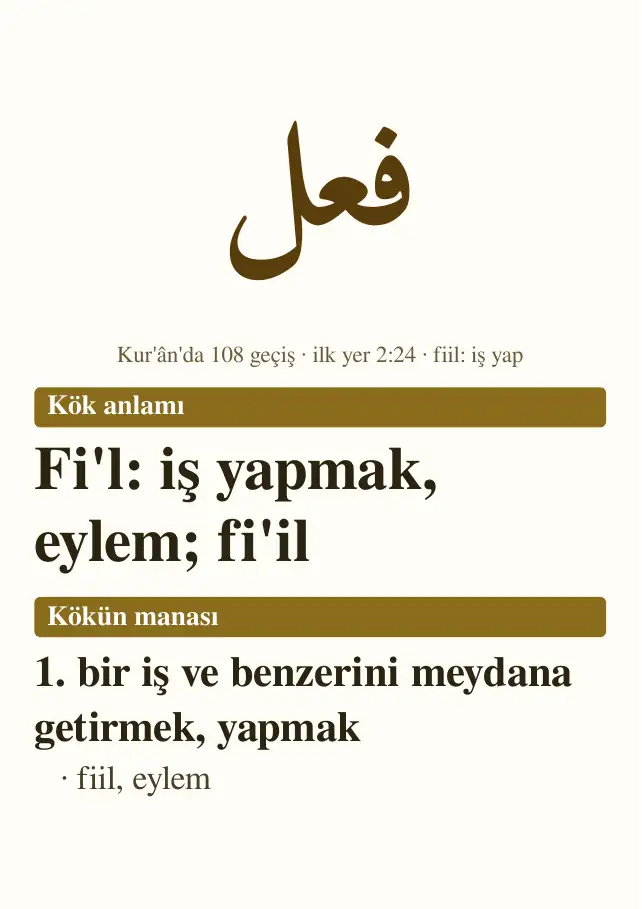 فعل
Kur'ân'da 108 geçiş · ilk yer 2:24 · fiil: iş yap
Kök anlamı
Fi'l: iş yapmak,
eylem; fi'il
Kökün manası
1. bir iş ve benzerini meydana
getirmek, yapmak
· fiil, eylem